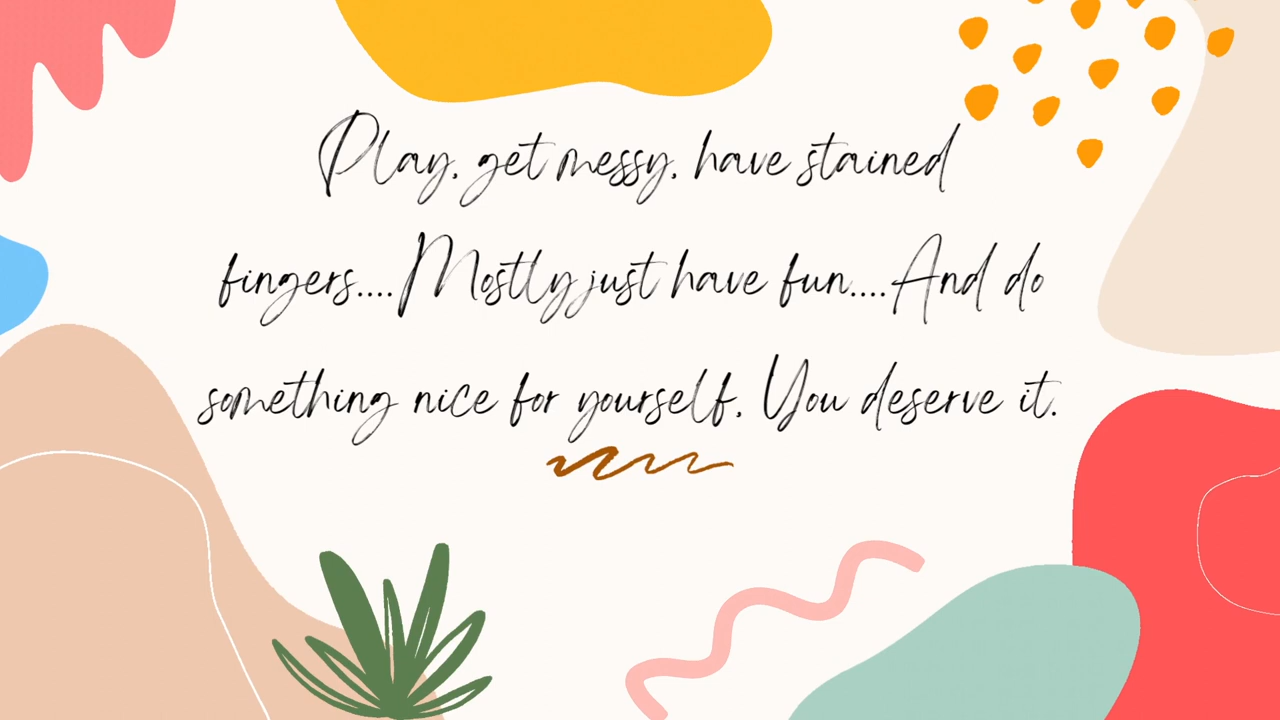 Play, get messy, have stained
fingers....Mostly just have fun....And do
something nice for yourself, You deserve it.